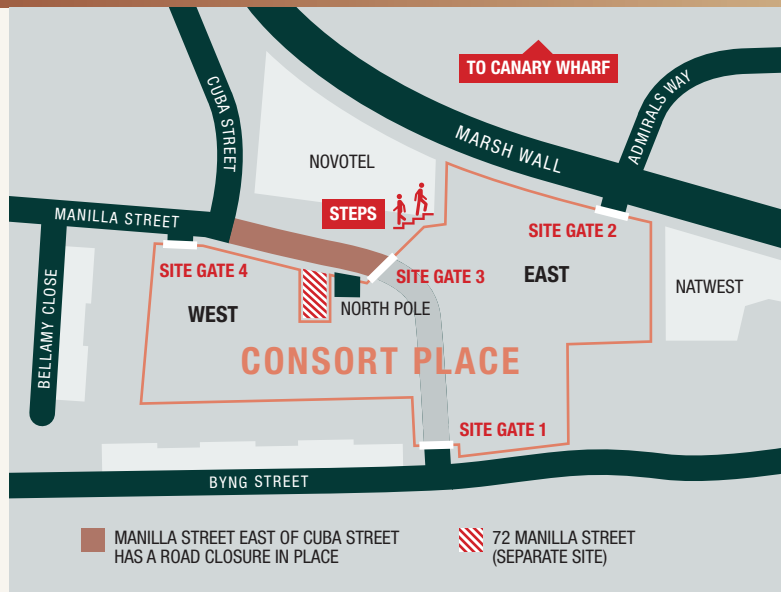 TO CANARY WHARF
CUBA STREET
ADMIRALS WAY
MARSH WALL
NOVOTEL
STEPS
MANILLA STREET
SITE GATE 2
SITE GATE 4
SITE GATE 3
EAST
NATWEST
WEST
NORTH POLE
BELLAMY CLOSE
CONSORT PLACE
SITE GATE 1
BYNG STREET
MANILLA STREET EAST OF CUBA STREET
HAS A ROAD CLOSURE IN PLACE
72 MANILLA STREET
(SEPARATE SITE)